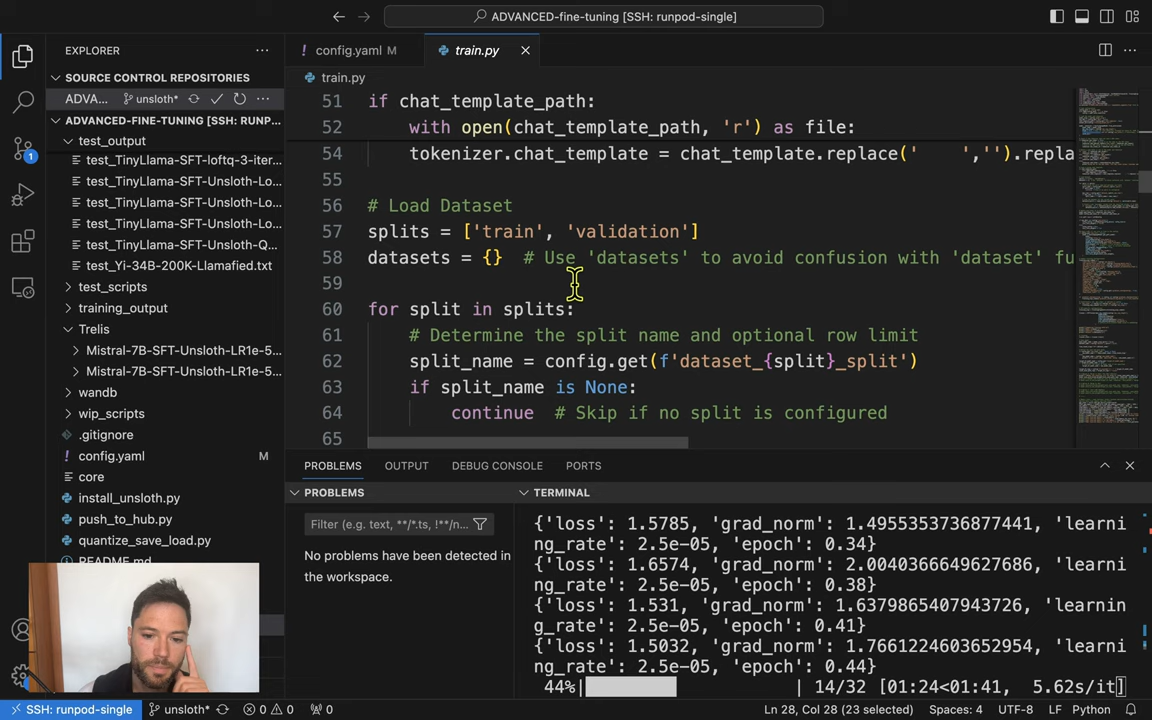 ADVANCED-fine-tuning [SSH: runpod-single]
EXPLORER
SOURCE CONTROL REPOSITORIES
ADVA... unsloth*
ADVANCED-FINE-TUNING [SSH: RUNP...
test_output
test_TinyLlama-SFT-loftq-3-iter...
test_TinyLlama-SFT-Unsloth-Lo...
test_TinyLlama-SFT-Unsloth-Lo...
test_TinyLlama-SFT-Unsloth-Lo...
test_TinyLlama-SFT-Unsloth-Q...
test_Yi-34B-200K-Llamafied.txt
test_scripts
training_output
Trelis
Mistral-7B-SFT-Unsloth-LR1e-5...
Mistral-7B-SFT-Unsloth-LR1e-5...
wandb
wip_scripts
.gitignore
config.yaml M
core
install_unsloth.py
push_to_hub.py
quantize_save_load.py
README.md
config.yaml M
train.py
train.py
51 if chat_template_path:
52 with open(chat_template_path, 'r') as file:
54 tokenizer.chat_template = chat_template.replace('    ','').repla
55
56 # Load Dataset
57 splits = ['train', 'validation']
58 datasets = {}  # Use 'datasets' to avoid confusion with 'dataset' fu
59
60 for split in splits:
61 # Determine the split name and optional row limit
62 split_name = config.get(f'dataset_{split}_split')
63 if split_name is None:
64 continue  # Skip if no split is configured
65
PROBLEMS OUTPUT DEBUG CONSOLE PORTS
PROBLEMS
Filter (e.g. text, **/*.ts, !**/n...
No problems have been detected in
the workspace.
TERMINAL
{'loss': 1.5785, 'grad_norm': 1.4955353736877441, 'learni
ng_rate': 2.5e-05, 'epoch': 0.34}
{'loss': 1.6574, 'grad_norm': 2.0040366649627686, 'learni
ng_rate': 2.5e-05, 'epoch': 0.38}
{'loss': 1.531, 'grad_norm': 1.6379865407943726, 'learnin
g_rate': 2.5e-05, 'epoch': 0.41}
{'loss': 1.5032, 'grad_norm': 1.7661224603652954, 'learni
ng_rate': 2.5e-05, 'epoch': 0.44}
44%| | 14/32 [01:24<01:41, 5.62s/it]
SSH: runpod-single unsloth* 0 0 0 Ln 28, Col 28 (23 selected) Spaces: 4 UTF-8 LF Python